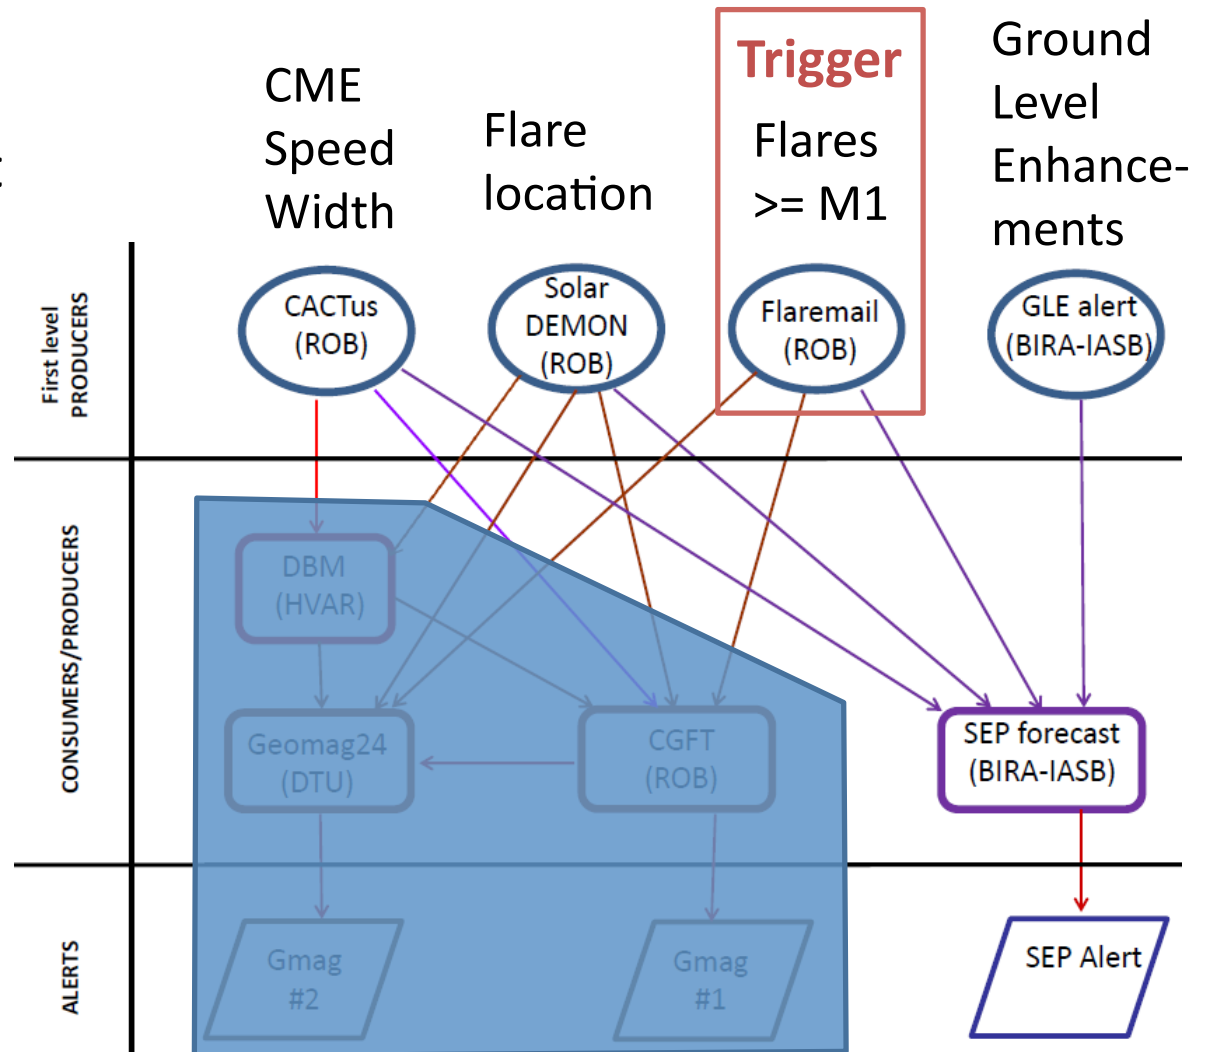 CME
Speed
Width
Flare
location
Trigger
Flares
>= M1
Ground
Level
Enhance-
ments
First level
PRODUCERS
CACTus
(ROB)
Solar
DEMON
(ROB)
Flaremail
(ROB)
GLE alert
(BIRA-IASB)
CONSUMERS/PRODUCERS
DBM
(HVAR)
Geomag24
(DTU)
CGFT
(ROB)
SEP forecast
(BIRA-IASB)
ALERTS
Gmag
#2
Gmag
#1
SEP Alert